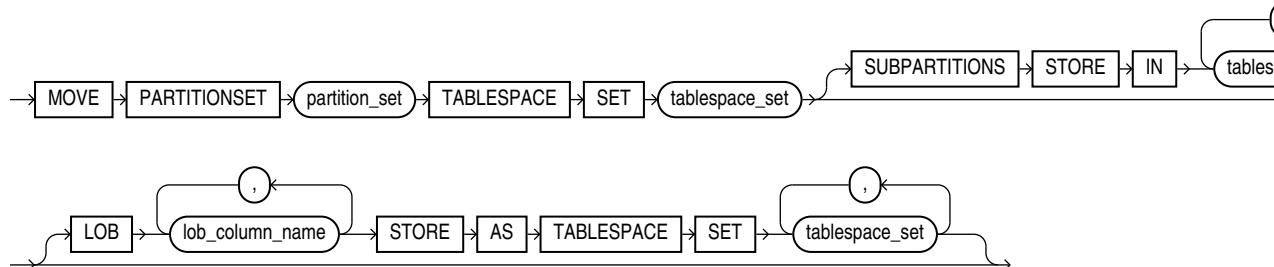 MOVE PARTITIONSET partition_set TABLESPACE SET tablespace_set SUBPARTITIONS STORE IN
,
LOB lob_column_name STORE AS TABLESPACE SET tablespace_set
,